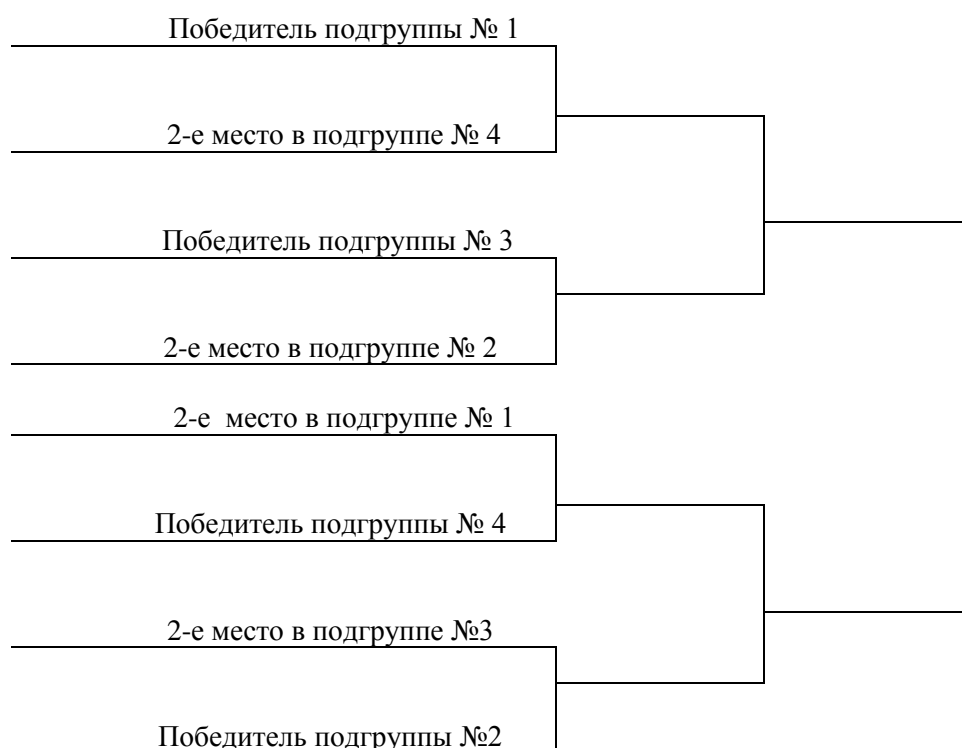 Победитель подгруппы № 1
2-е место в подгруппе № 4
Победитель подгруппы № 3
2-е место в подгруппе № 2
2-е  место в подгруппе № 1
Победитель подгруппы № 4
2-е место в подгруппе №3
Победитель подгруппы №2